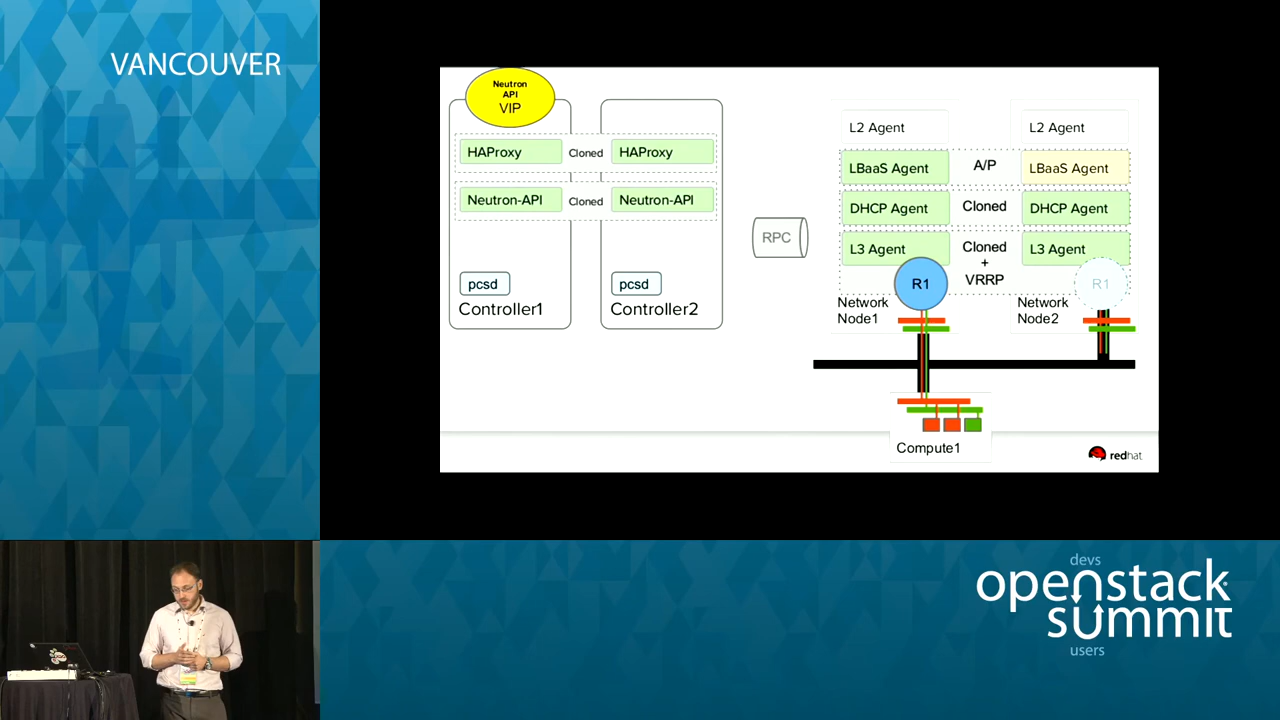 VANCOUVER
Neutron
API
VIP
HAProxy
Cloned
HAProxy
Neutron-API
Cloned
Neutron-API
pcsd
pcsd
Controller1
Controller2
RPC
L2 Agent
L2 Agent
LBaaS Agent
A/P
LBaaS Agent
DHCP Agent
Cloned
DHCP Agent
L3 Agent
Cloned
+
VRRP
L3 Agent
R1
R1
Network
Node1
Network
Node2
Compute1
redhat
devs
openstack
summit
users